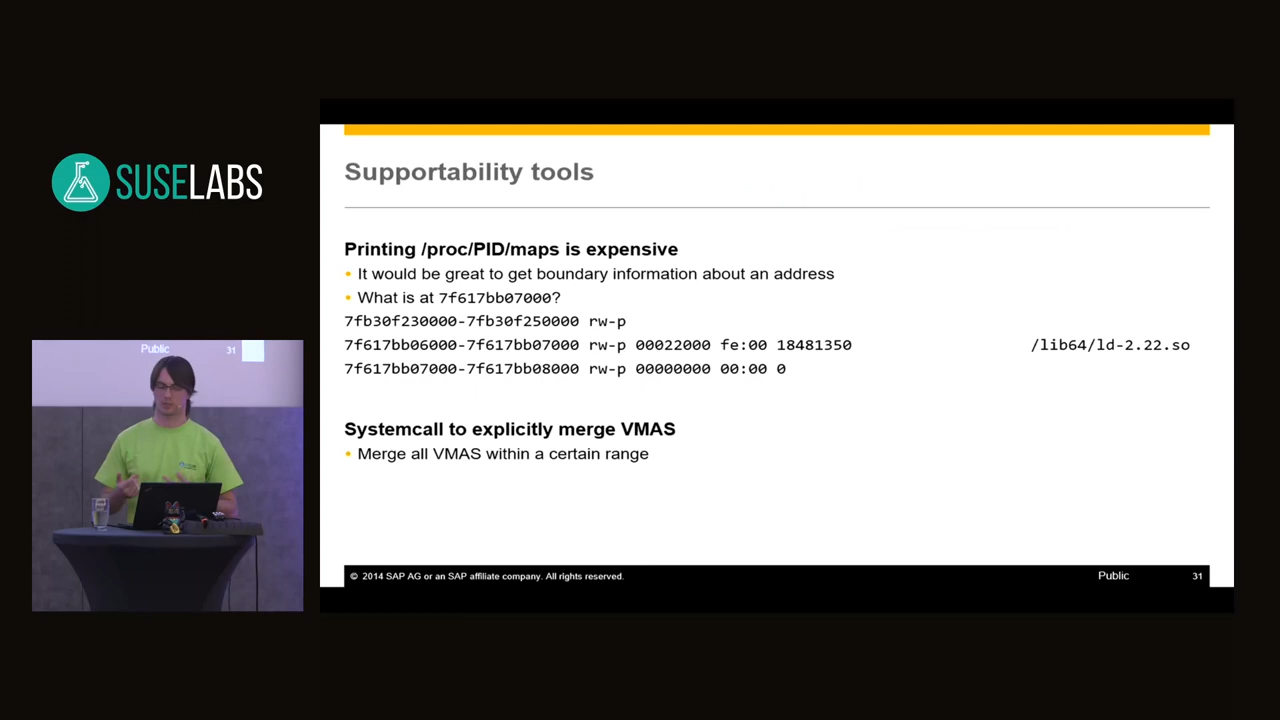 SUSELABS
Supportability tools
Printing /proc/PID/maps is expensive
• It would be great to get boundary information about an address
• What is at 7f617bb07000?
7fb30f230000-7fb30f250000 rw-p
7f617bb06000-7f617bb07000 rw-p 00022000 fe:00 18481350 /lib64/ld-2.22.so
7f617bb07000-7f617bb08000 rw-p 00000000 00:00 0
Systemcall to explicitly merge VMAS
• Merge all VMAS within a certain range
© 2014 SAP AG or an SAP affiliate company. All rights reserved. Public 31
Public 31